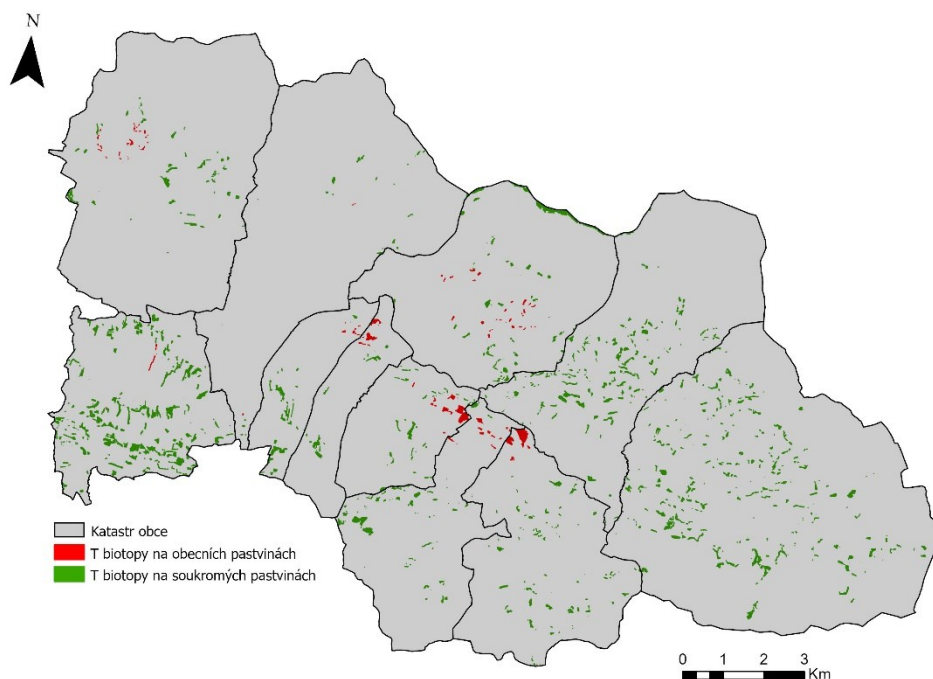 N
Katastr obce
T biotopy na obecních pastvinách
T biotopy na soukromých pastvinách
0 1 2 3
Km